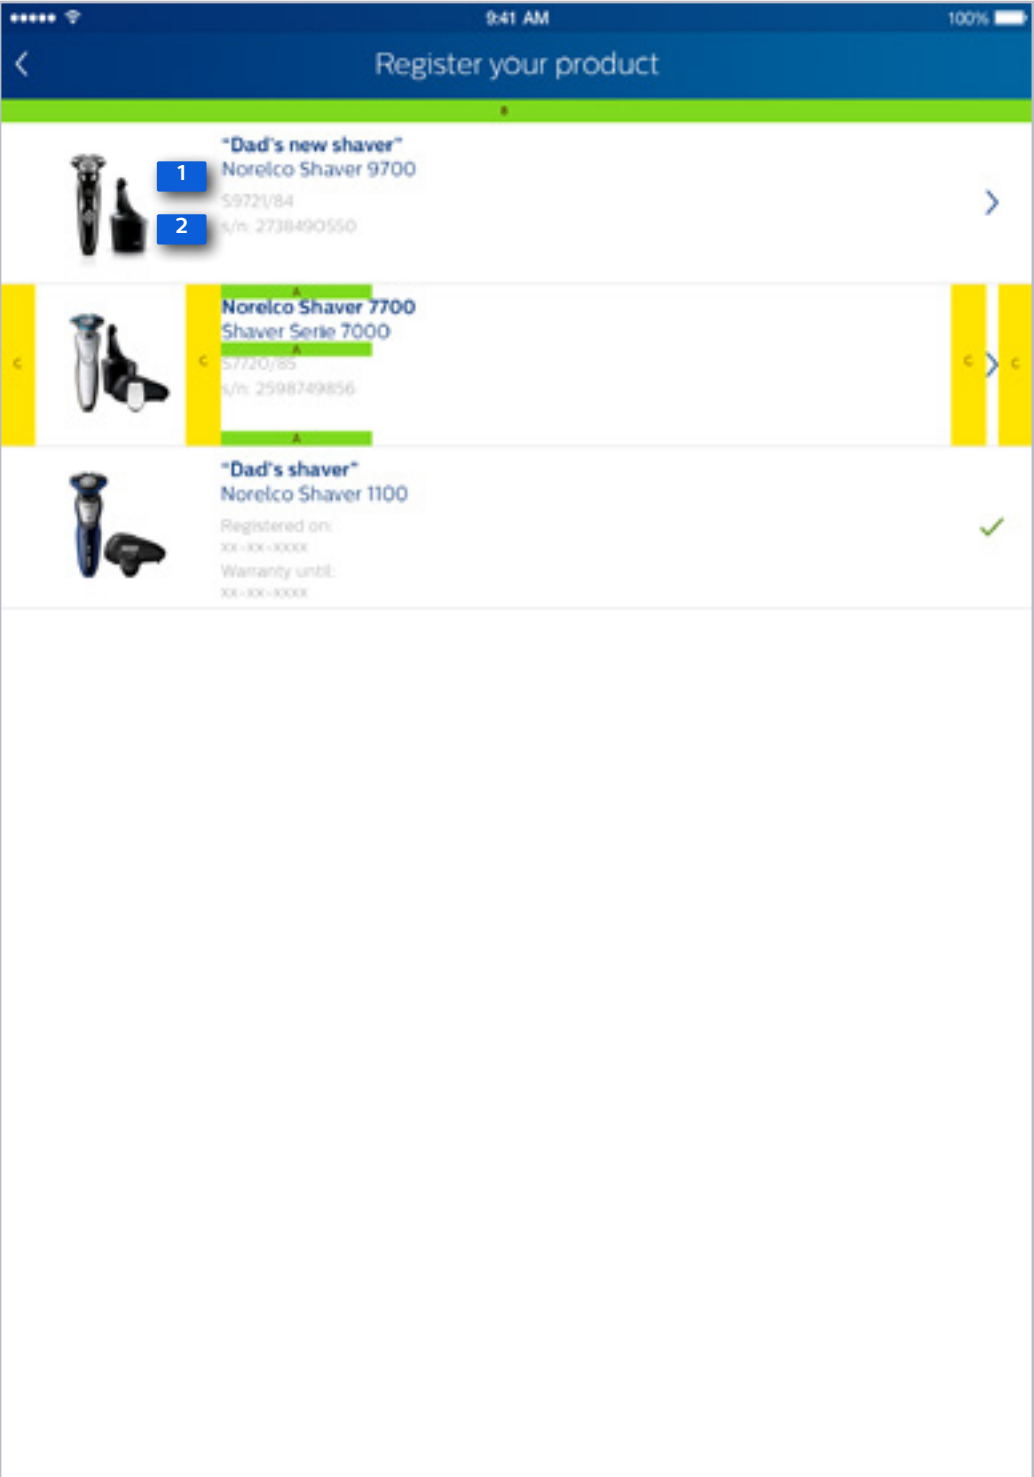 9:41 AM
100%
Register your product
B
"Dad's new shaver"
1
Norelco Shaver 9700
S9721/84
2
s/n: 2738490550
A
Norelco Shaver 7700
Shaver Serie 7000
A
C
C
S7720/85
C
C
s/n: 2598749856
A
"Dad's shaver"
Norelco Shaver 1100
Registered on:
xx-xx-xxxx
Warranty until:
xx-xx-xxxx